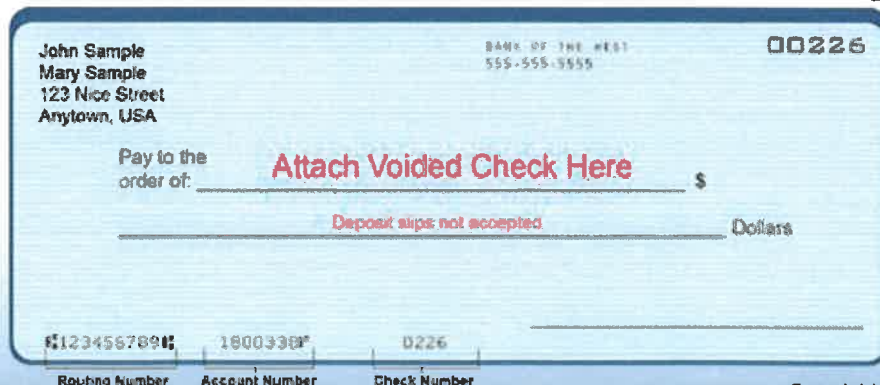 John Sample
Mary Sample
123 Nice Street
Anytown, USA
BANK OF THE WEST
555-555-5555
00226
Pay to the
order of:
Attach Voided Check Here
$
Deposit slips not accepted
Dollars
⑆123456789⑆ 1800338⑈ 0226
Routing Number Account Number Check Number